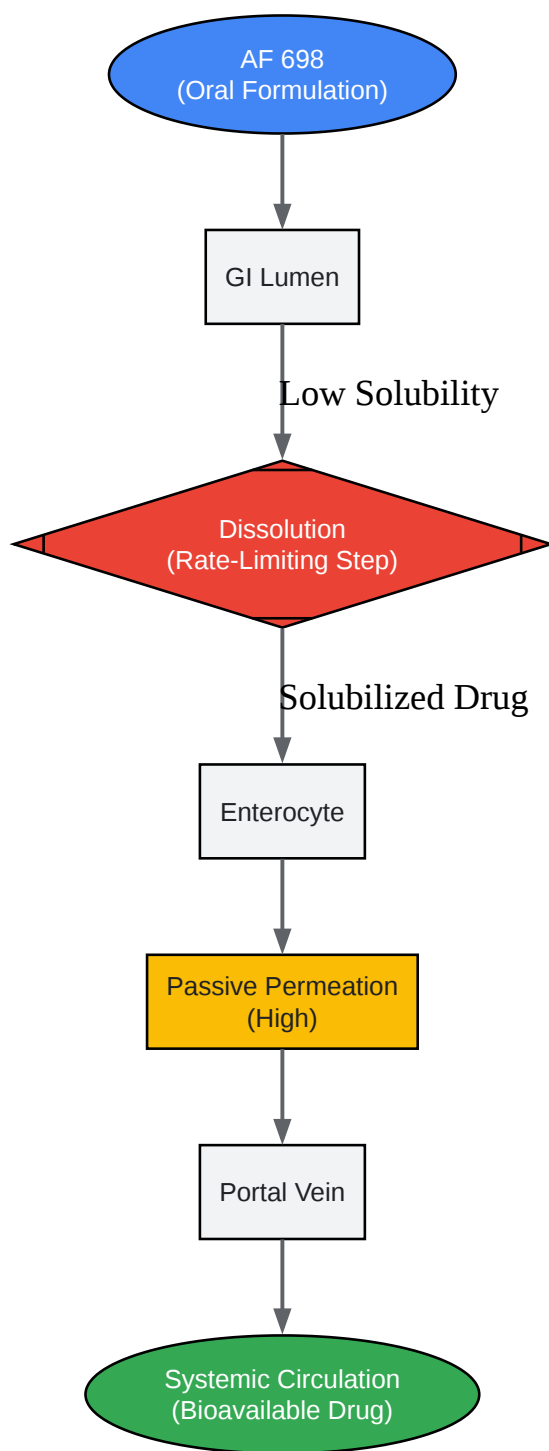 AF 698
(Oral Formulation)
GI Lumen
Low Solubility
Dissolution
(Rate-Limiting Step)
Solubilized Drug
Enterocyte
Passive Permeation
(High)
Portal Vein
Systemic Circulation
(Bioavailable Drug)